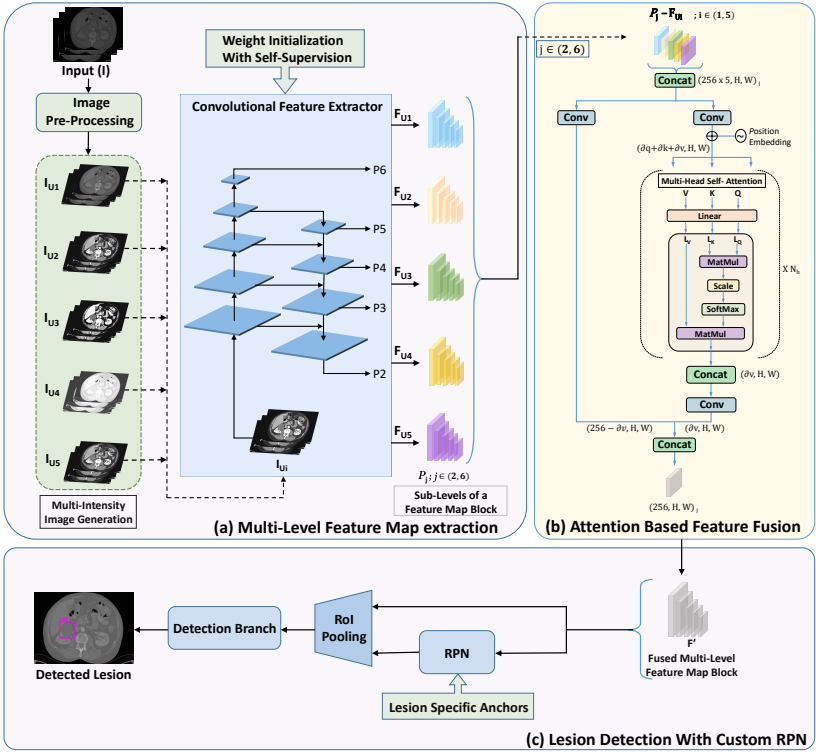 Input (I)
Image
Pre-Processing
I_U1
I_U2
I_U3
I_U4
I_U5
Multi-Intensity
Image Generation
Weight Initialization
With Self-Supervision
Convolutional Feature Extractor
P6
P5
P4
P3
P2
I_Ui
F_U1
F_U2
F_U3
F_U4
F_U5
P_j ; j ∈ (2, 6)
Sub-Levels of a
Feature Map Block
(a) Multi-Level Feature Map extraction
j ∈ (2, 6)
P_j – F_Ui ; i ∈ (1, 5)
Concat (256 x 5, H, W)_j
Conv
Conv
Position
Embedding
(∂q+∂k+∂v, H, W)
Multi-Head Self- Attention
V K Q
Linear
L_V L_K L_Q
MatMul
Scale
SoftMax
MatMul
X N_h
Concat (∂v, H, W)
Conv
(256 − ∂v, H, W) (∂v, H, W)
Concat
(256, H, W)_j
(b) Attention Based Feature Fusion
Detected Lesion
Detection Branch
RoI
Pooling
RPN
Lesion Specific Anchors
F'
Fused Multi-Level
Feature Map Block
(c) Lesion Detection With Custom RPN